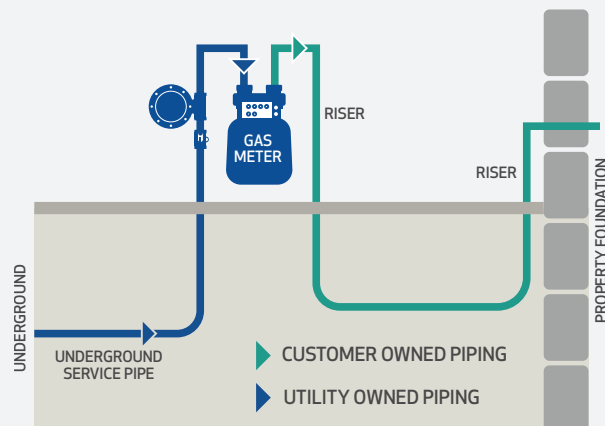 GAS
METER
RISER
RISER
UNDERGROUND
PROPERTY FOUNDATION
UNDERGROUND
SERVICE PIPE
CUSTOMER OWNED PIPING
UTILITY OWNED PIPING